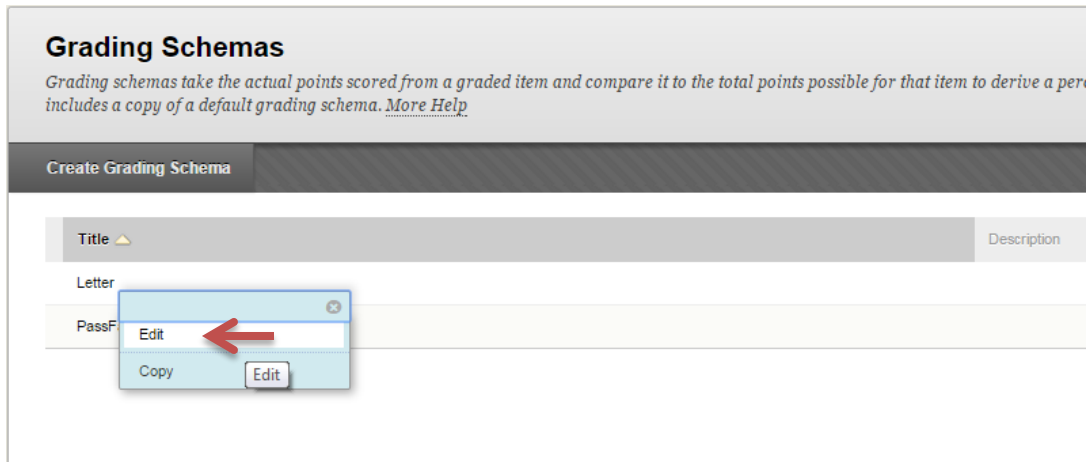 Grading Schemas
Grading schemas take the actual points scored from a graded item and compare it to the total points possible for that item to derive a
includes a copy of a default grading schema. More Help
Create Grading Schema
Title Description
Letter
Edit
Copy Edit